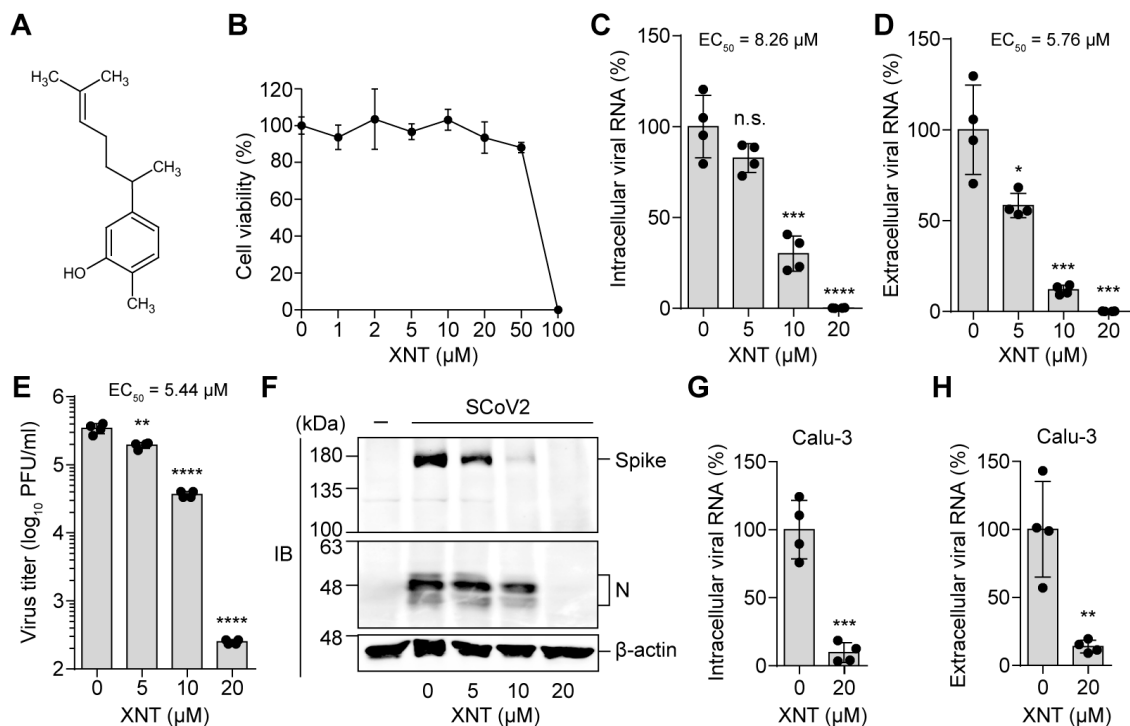 A
H₃C
CH₃
CH₃
HO
CH₃
B
Cell viability (%)
120
100
80
60
40
20
0
0 1 2 5 10 20 50 100
XNT (μM)
C
EC₅₀ = 8.26 μM
Intracellular viral RNA (%)
150
100
50
0
n.s.
***
****
0 5 10 20
XNT (μM)
D
EC₅₀ = 5.76 μM
Extracellular viral RNA (%)
150
100
50
0
*
***
***
0 5 10 20
XNT (μM)
E
EC₅₀ = 5.44 μM
Virus titer (log₁₀ PFU/ml)
6
5
4
3
2
**
****
****
0 5 10 20
XNT (μM)
F
SCoV2
(kDa)
–
180
135
100
Spike
IB
63
48
N
48
β-actin
0 5 10 20
XNT (μM)
G
Calu-3
Intracellular viral RNA (%)
150
100
50
0
***
0 20
XNT (μM)
H
Calu-3
Extracellular viral RNA (%)
150
100
50
0
**
0 20
XNT (μM)